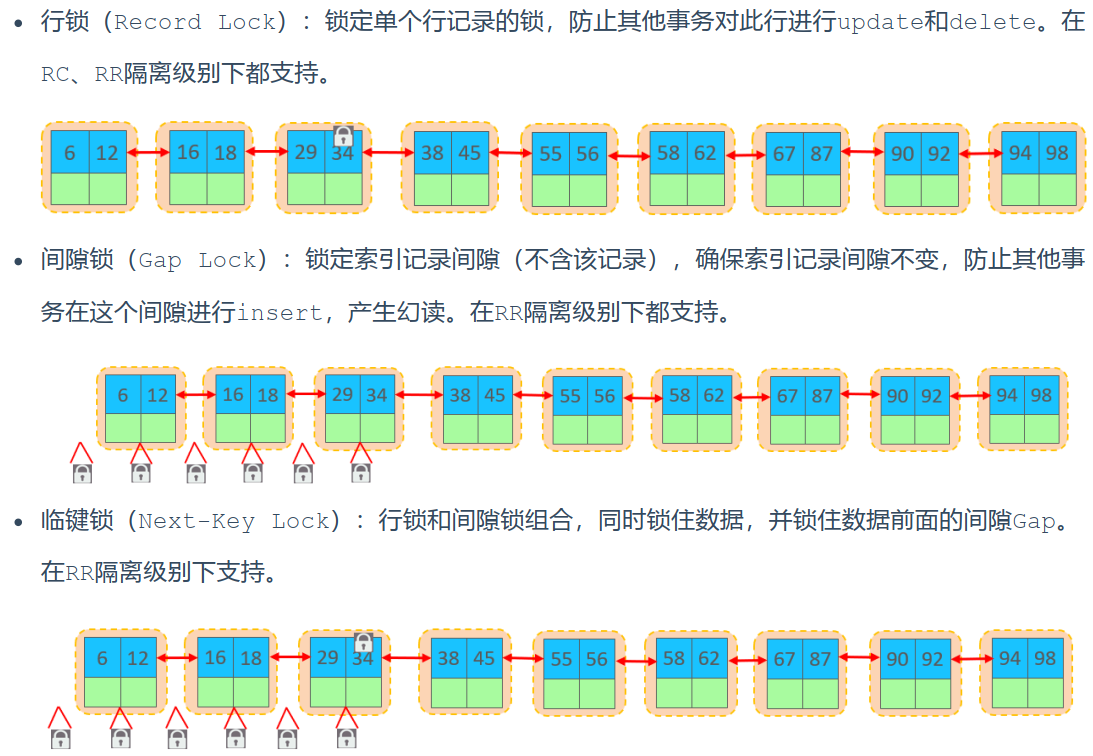 行锁（Record Lock）：锁定单个行记录的锁，防止其他事务对此行进行update和delete。在
RC、RR隔离级别下都支持。
6 12 16 18 29 34 38 45 55 56 58 62 67 87 90 92 94 98
间隙锁（Gap Lock）：锁定索引记录间隙（不含该记录），确保索引记录间隙不变，防止其他事
务在这个间隙进行insert，产生幻读。在RR隔离级别下都支持。
6 12 16 18 29 34 38 45 55 56 58 62 67 87 90 92 94 98
临键锁（Next-Key Lock）：行锁和间隙锁组合，同时锁住数据，并锁住数据前面的间隙Gap。
在RR隔离级别下支持。
6 12 16 18 29 34 38 45 55 56 58 62 67 87 90 92 94 98